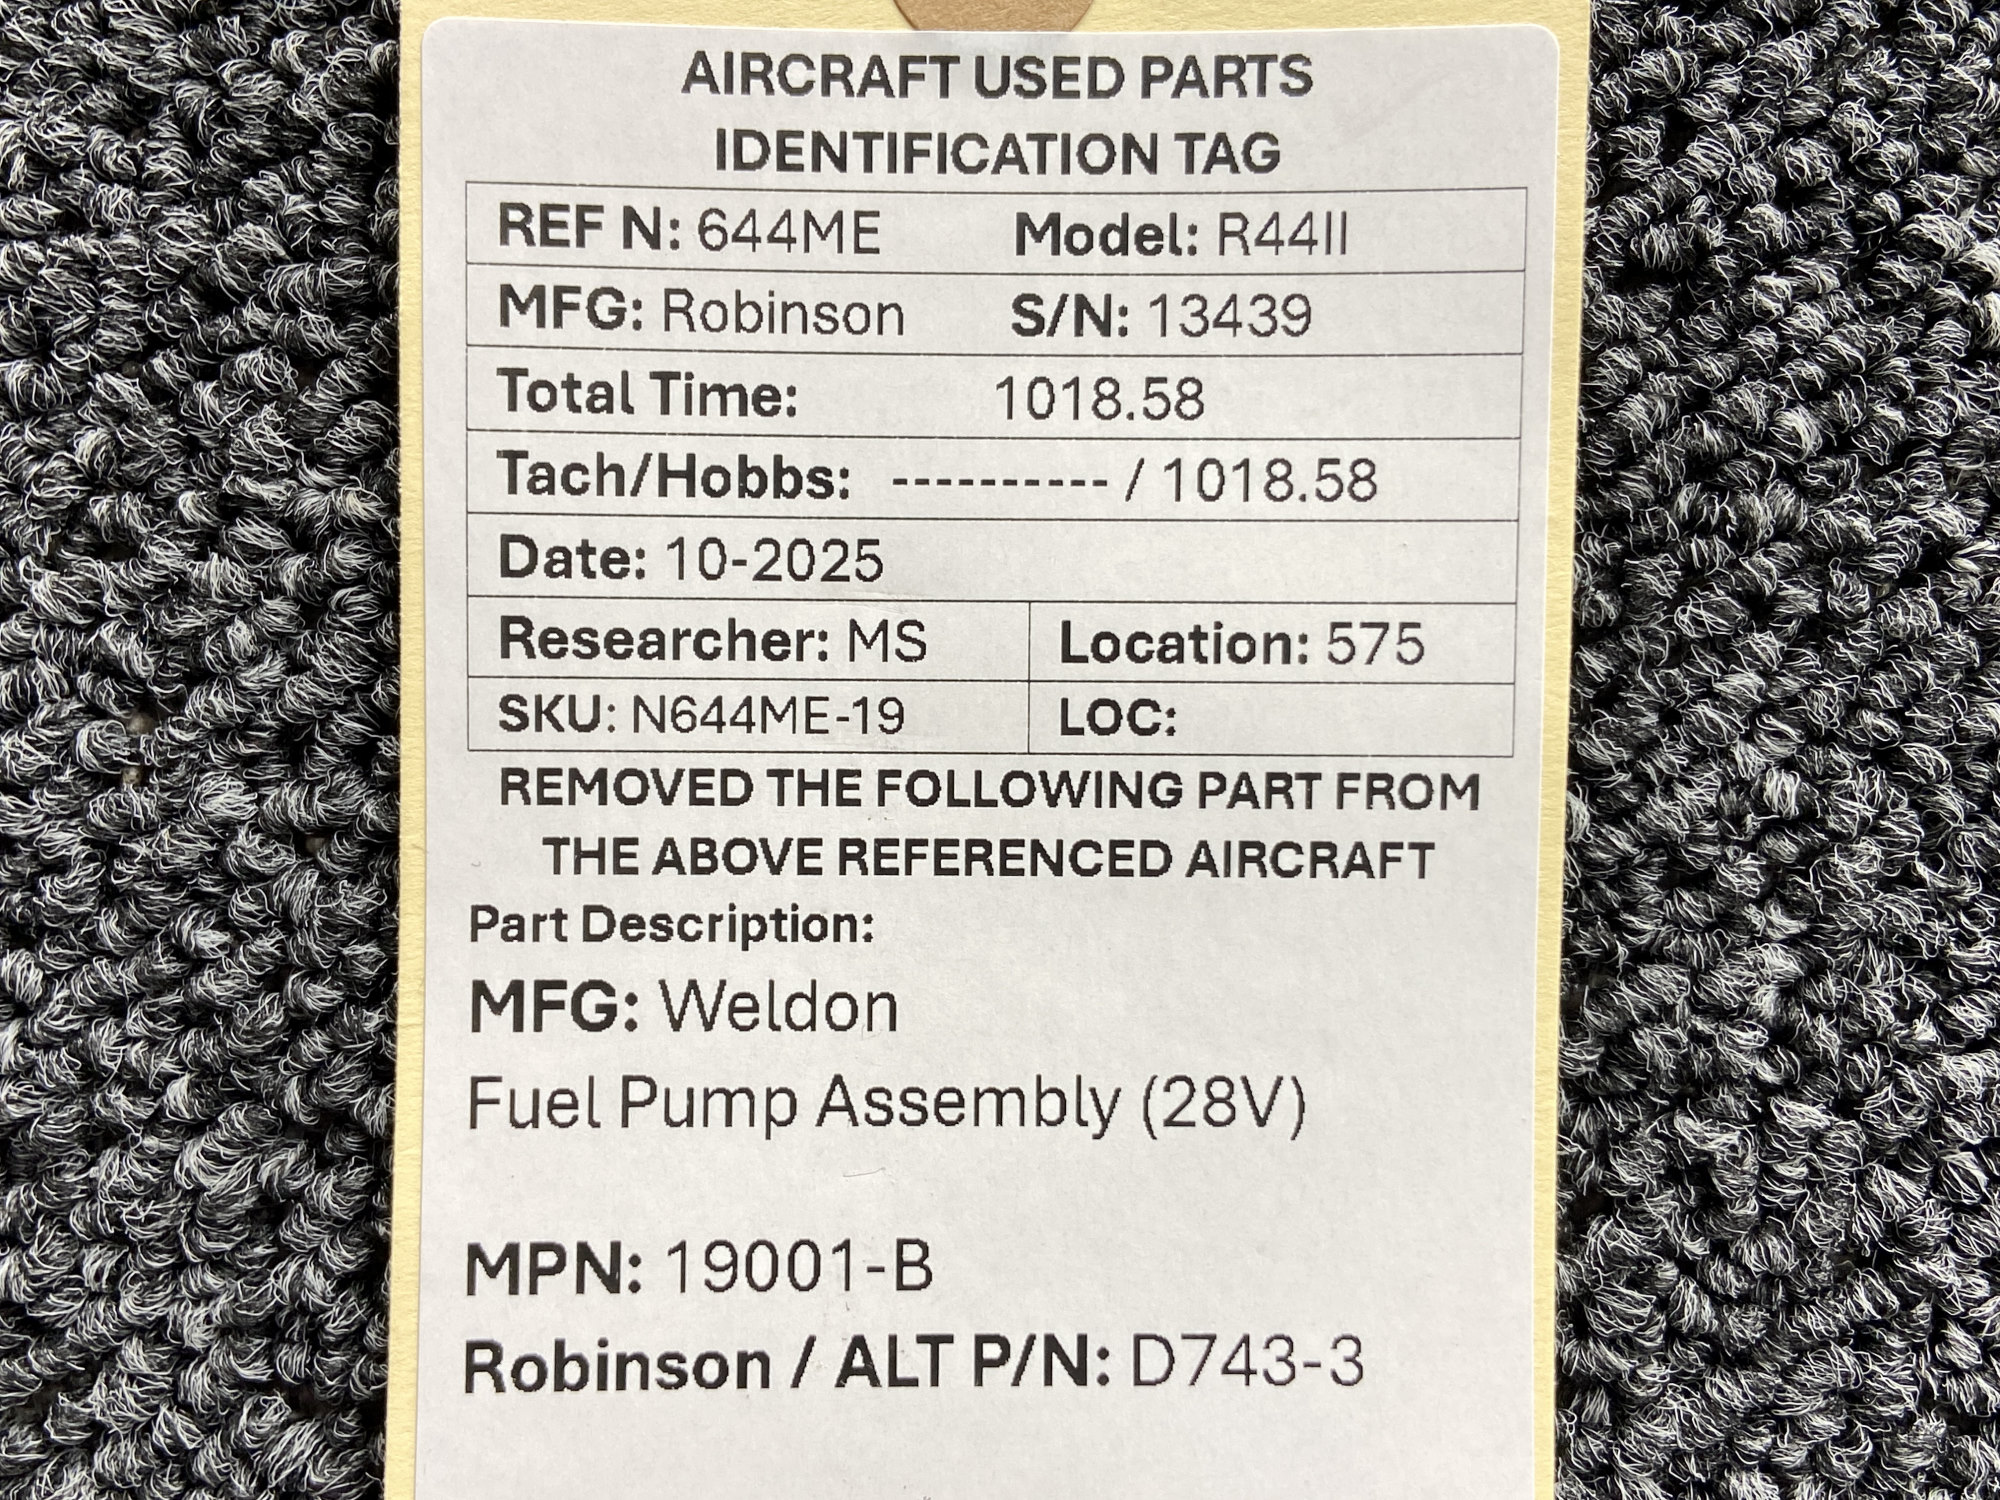 AIRCRAFT USED PARTS
IDENTIFICATION TAG
REF N: 644ME Model: R44II
MFG: Robinson S/N: 13439
Total Time: 1018.58
Tach/Hobbs: ---------- / 1018.58
Date: 10-2025
Researcher: MS Location: 575
SKU: N644ME-19 LOC:
REMOVED THE FOLLOWING PART FROM
THE ABOVE REFERENCED AIRCRAFT
Part Description:
MFG: Weldon
Fuel Pump Assembly (28V)
MPN: 19001-B
Robinson / ALT P/N: D743-3